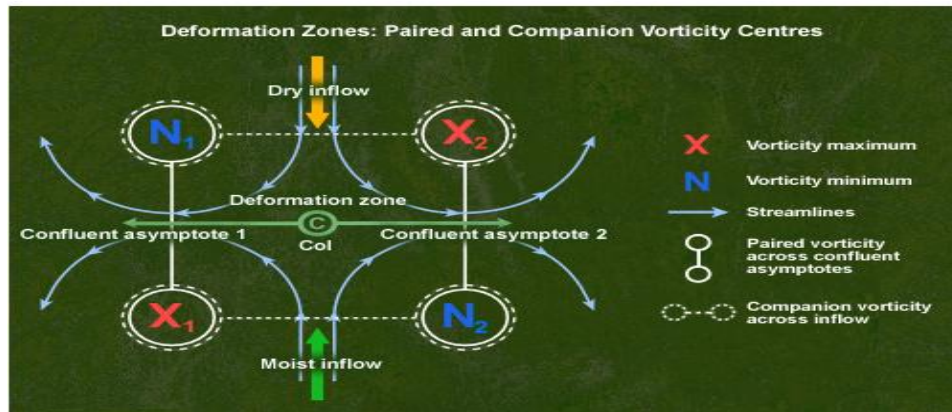 Deformation Zones: Paired and Companion Vorticity Centres
Dry inflow
N1
X2
Deformation zone
C
Confluent asymptote 1
Col
Confluent asymptote 2
X1
N2
Moist inflow
X Vorticity maximum
N Vorticity minimum
Streamlines
Paired vorticity
across confluent
asymptotes
Companion vorticity
across inflow